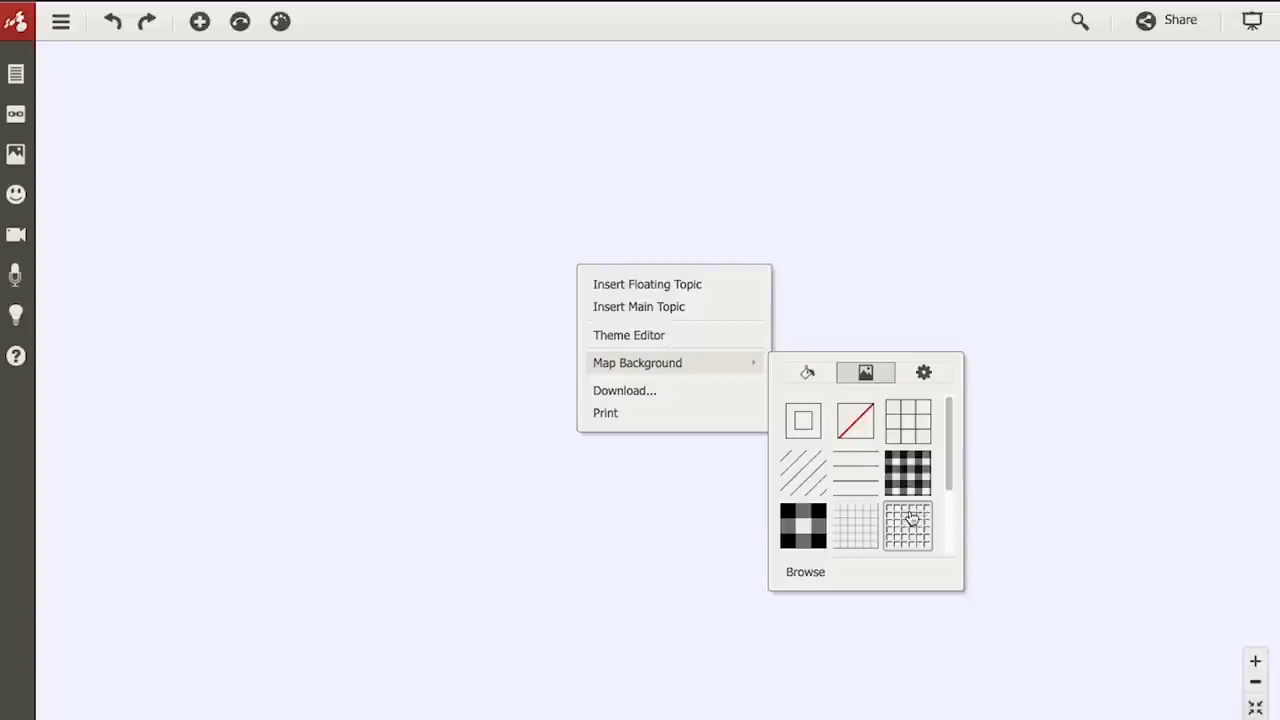 Share
Insert Floating Topic
Insert Main Topic
Theme Editor
Map Background
Download...
Print
Browse